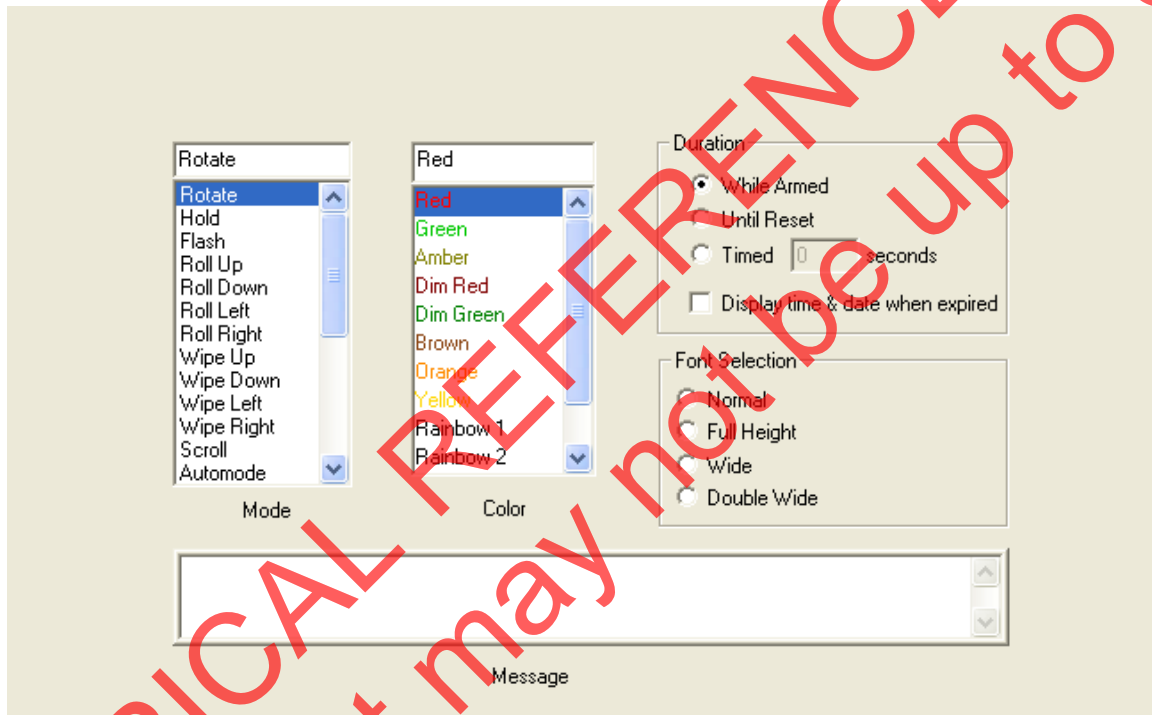 Rotate
Rotate
Hold
Flash
Roll Up
Roll Down
Roll Left
Roll Right
Wipe Up
Wipe Down
Wipe Left
Wipe Right
Scroll
Automode
Mode
Red
Red
Green
Amber
Dim Red
Dim Green
Brown
Orange
Yellow
Rainbow 1
Rainbow 2
Color
Duration
While Armed
Until Reset
Timed 0 seconds
Display time & date when expired
Font Selection
Normal
Full Height
Wide
Double Wide
Message
RICAL REFERENCE
t may not be up to